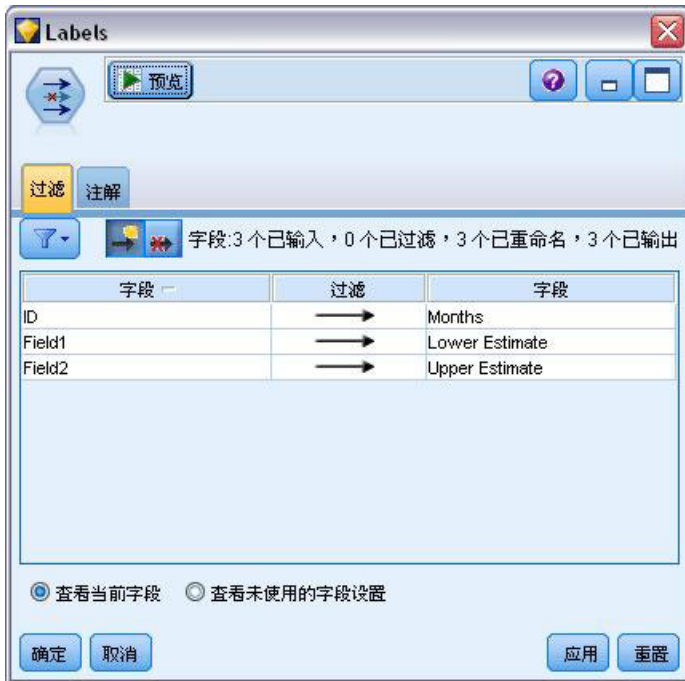 Labels
预览
过滤 注解
字段:3 个已输入，0 个已过滤，3 个已重命名，3 个已输出
字段 过滤 字段
ID Months
Field1 Lower Estimate
Field2 Upper Estimate
查看当前字段 查看未使用的字段设置
确定 取消 应用 重置